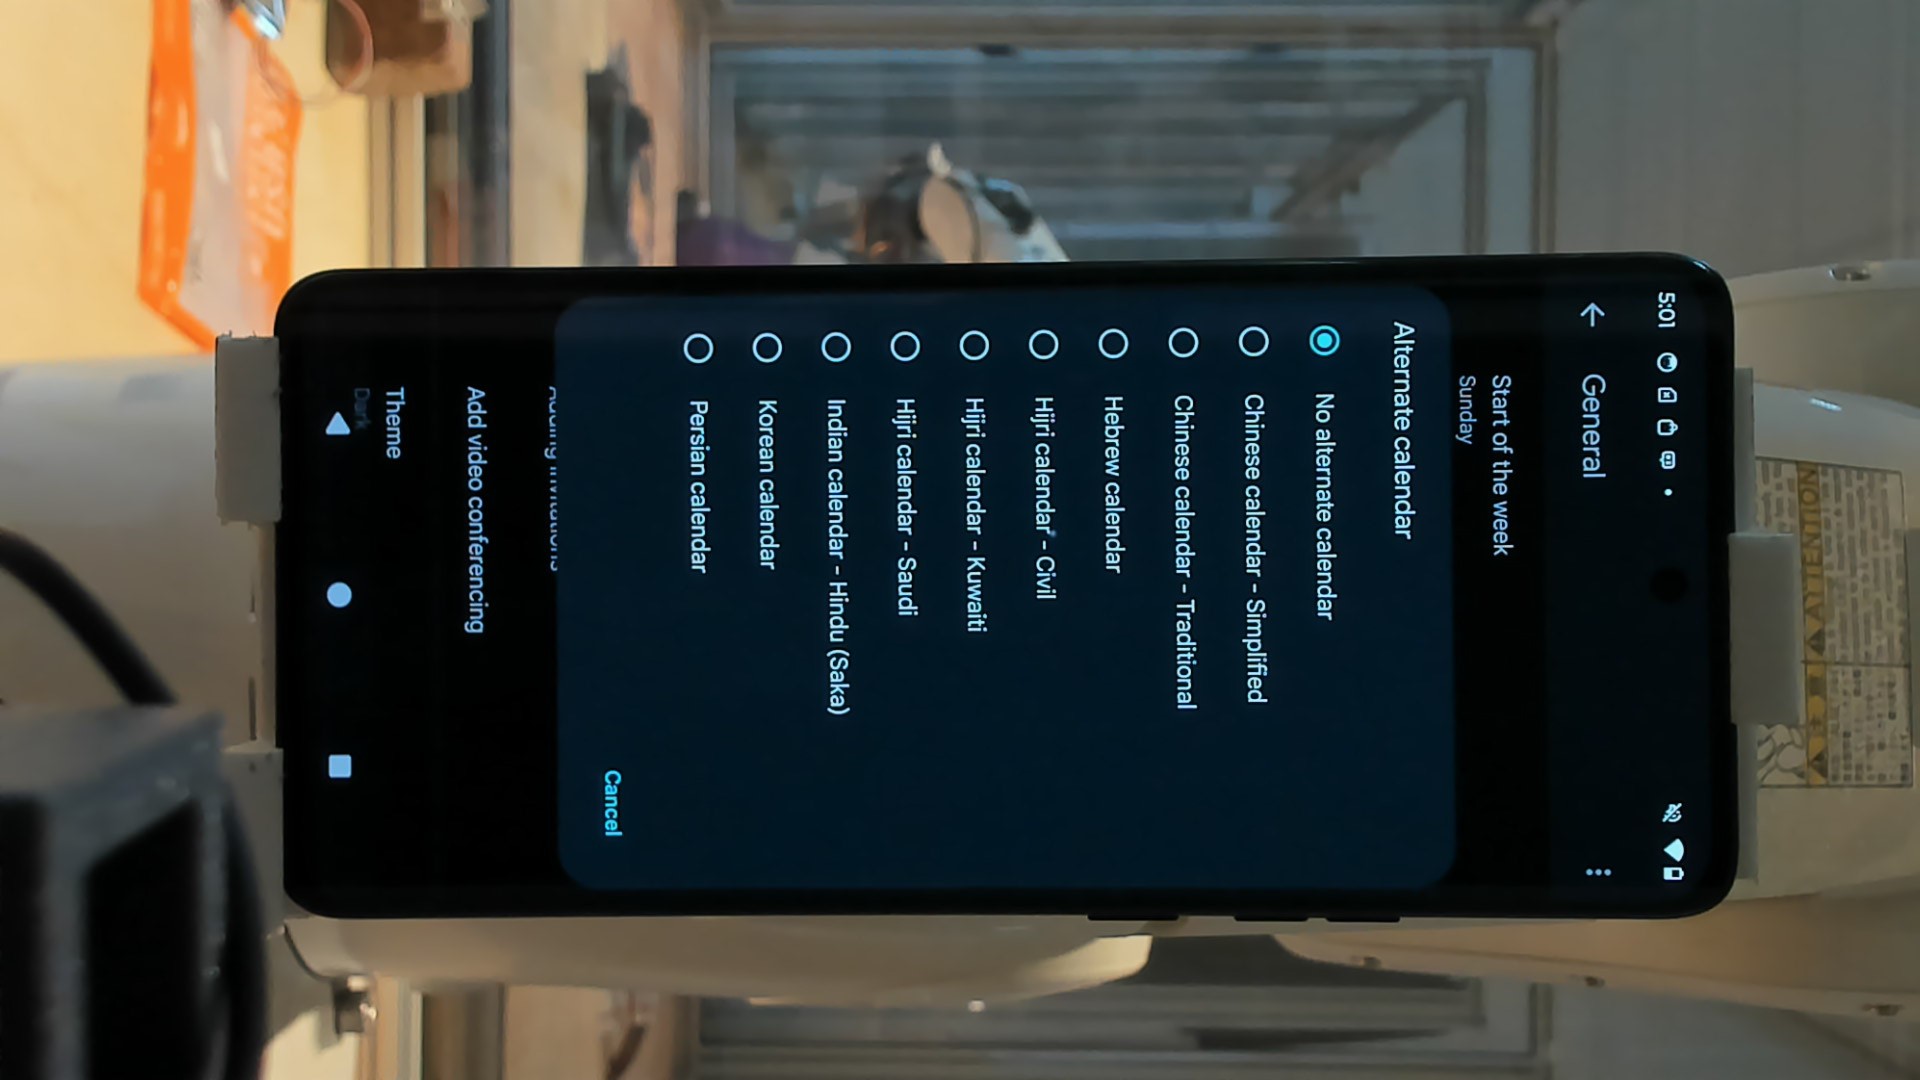 5:01
General
Start of the week
Sunday
Alternate calendar
No alternate calendar
Chinese calendar - Simplified
Chinese calendar - Traditional
Hebrew calendar
Hijri calendar - Civil
Hijri calendar - Kuwaiti
Hijri calendar - Saudi
Indian calendar - Hindu (Saka)
Korean calendar
Persian calendar
Cancel
Adding invitations
Add video conferencing
Theme
Dark
ATTENTION